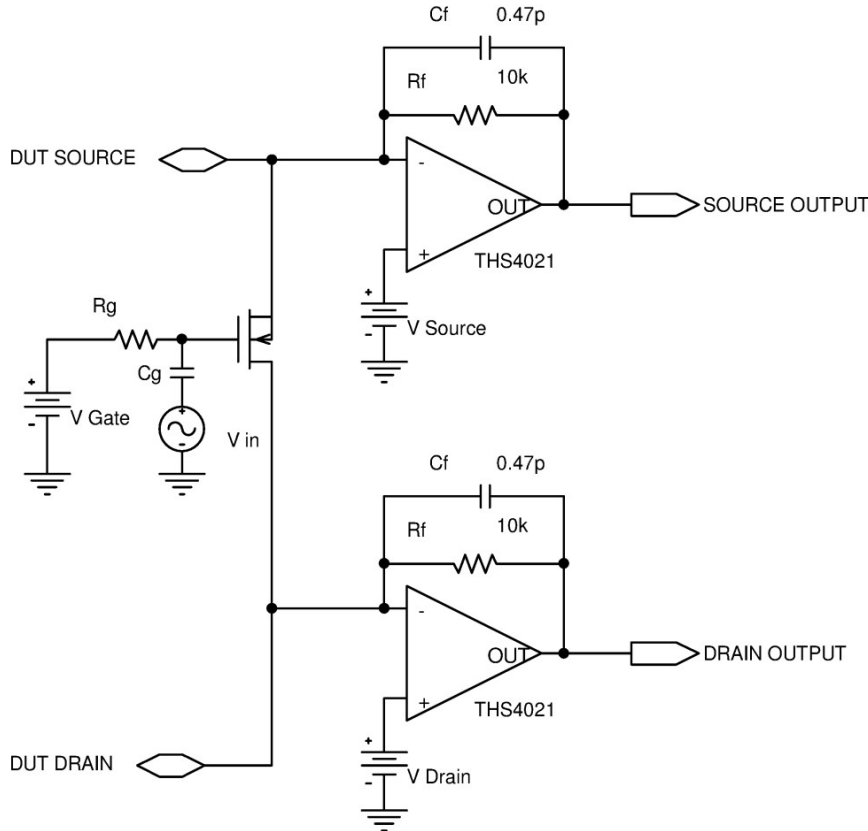 Cf 0.47p
Rf 10k
DUT SOURCE
-
OUT
SOURCE OUTPUT
+
THS4021
Rg
+
-
V Source
Cg
+
-
V Gate
+
-
V in
Cf 0.47p
Rf 10k
-
OUT
DRAIN OUTPUT
+
THS4021
DUT DRAIN
+
-
V Drain